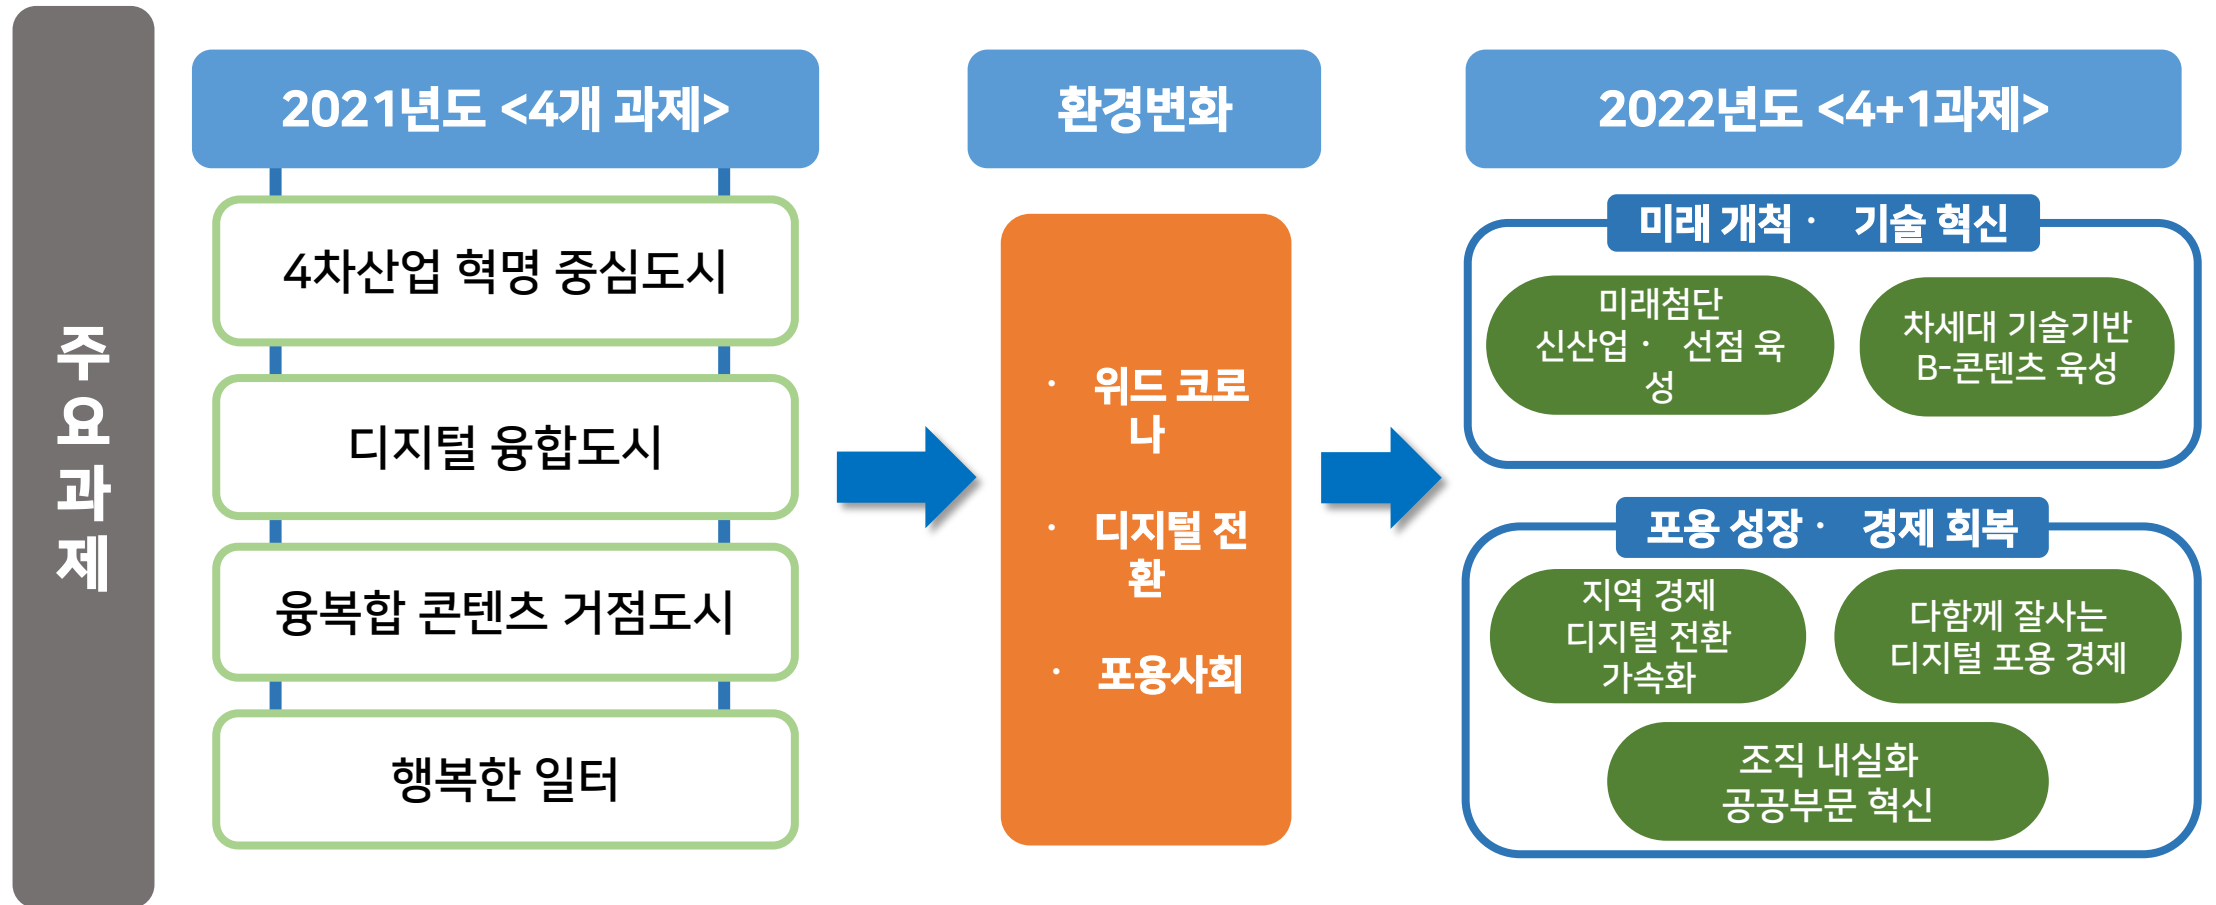 주
요
과
제
2021년도 <4개 과제>
4차산업 혁명 중심도시
디지털 융합도시
융복합 콘텐츠 거점도시
행복한 일터
환경변화
· 위드 코로
나
· 디지털 전
환
· 포용사회
2022년도 <4+1과제>
미래 개척· 기술 혁신
미래첨단
신산업· 선점 육
성
차세대 기술기반
B-콘텐츠 육성
포용 성장· 경제 회복
지역 경제
디지털 전환
가속화
다함께 잘사는
디지털 포용 경제
조직 내실화
공공부문 혁신